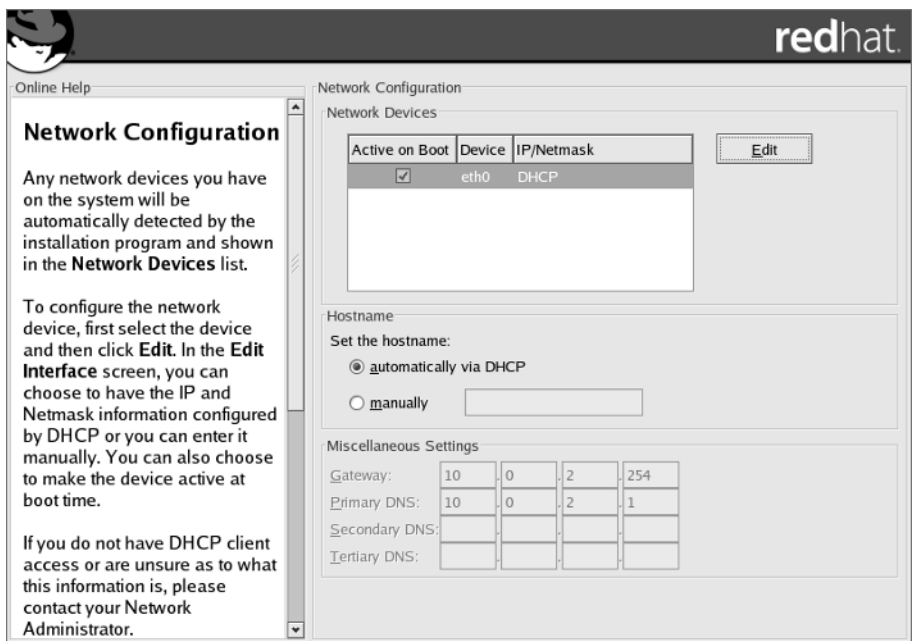 redhat.
Online Help
Network Configuration
Any network devices you have
on the system will be
automatically detected by the
installation program and shown
in the Network Devices list.
To configure the network
device, first select the device
and then click Edit. In the Edit
Interface screen, you can
choose to have the IP and
Netmask information configured
by DHCP or you can enter it
manually. You can also choose
to make the device active at
boot time.
If you do not have DHCP client
access or are unsure as to what
this information is, please
contact your Network
Administrator.
Network Configuration
Network Devices
Active on Boot Device IP/Netmask
eth0 DHCP
Edit
Hostname
Set the hostname:
automatically via DHCP
manually
Miscellaneous Settings
Gateway: 10 . 0 . 2 . 254
Primary DNS: 10 . 0 . 2 . 1
Secondary DNS: . . .
Tertiary DNS: . . .